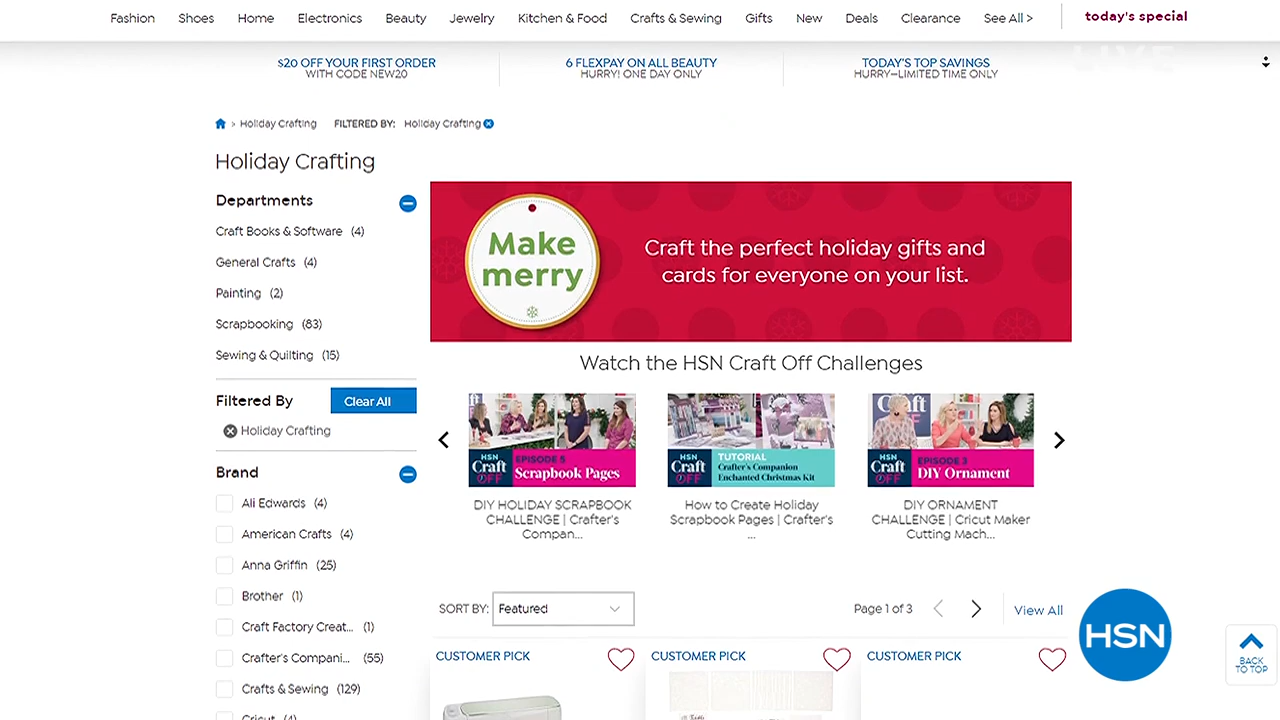 Fashion Shoes Home Electronics Beauty Jewelry Kitchen & Food Crafts & Sewing Gifts New Deals Clearance See All > today's special
LIVE
$20 OFF YOUR FIRST ORDER
WITH CODE NEW20
6 FLEXPAY ON ALL BEAUTY
HURRY! ONE DAY ONLY
TODAY'S TOP SAVINGS
HURRY—LIMITED TIME ONLY
> Holiday Crafting FILTERED BY: Holiday Crafting
Holiday Crafting
Departments
Craft Books & Software (4)
General Crafts (4)
Painting (2)
Scrapbooking (83)
Sewing & Quilting (15)
Filtered By Clear All
Holiday Crafting
Brand
Ali Edwards (4)
American Crafts (4)
Anna Griffin (25)
Brother (1)
Craft Factory Creat... (1)
Crafter's Compani... (55)
Crafts & Sewing (129)
Cricut (4)
Make
merry
Craft the perfect holiday gifts and
cards for everyone on your list.
Watch the HSN Craft Off Challenges
HSN
Craft
OFF
EPISODE 5
Scrapbook Pages
DIY HOLIDAY SCRAPBOOK
CHALLENGE | Crafter's
Compan...
HSN
Craft
OFF
TUTORIAL
Crafter's Companion
Enchanted Christmas Kit
How to Create Holiday
Scrapbook Pages | Crafter's
...
Craft
HSN
Craft
OFF
EPISODE 3
DIY Ornament
DIY ORNAMENT
CHALLENGE | Cricut Maker
Cutting Mach...
SORT BY: Featured Page 1 of 3 View All
CUSTOMER PICK CUSTOMER PICK CUSTOMER PICK
HSN
BACK
TO TOP